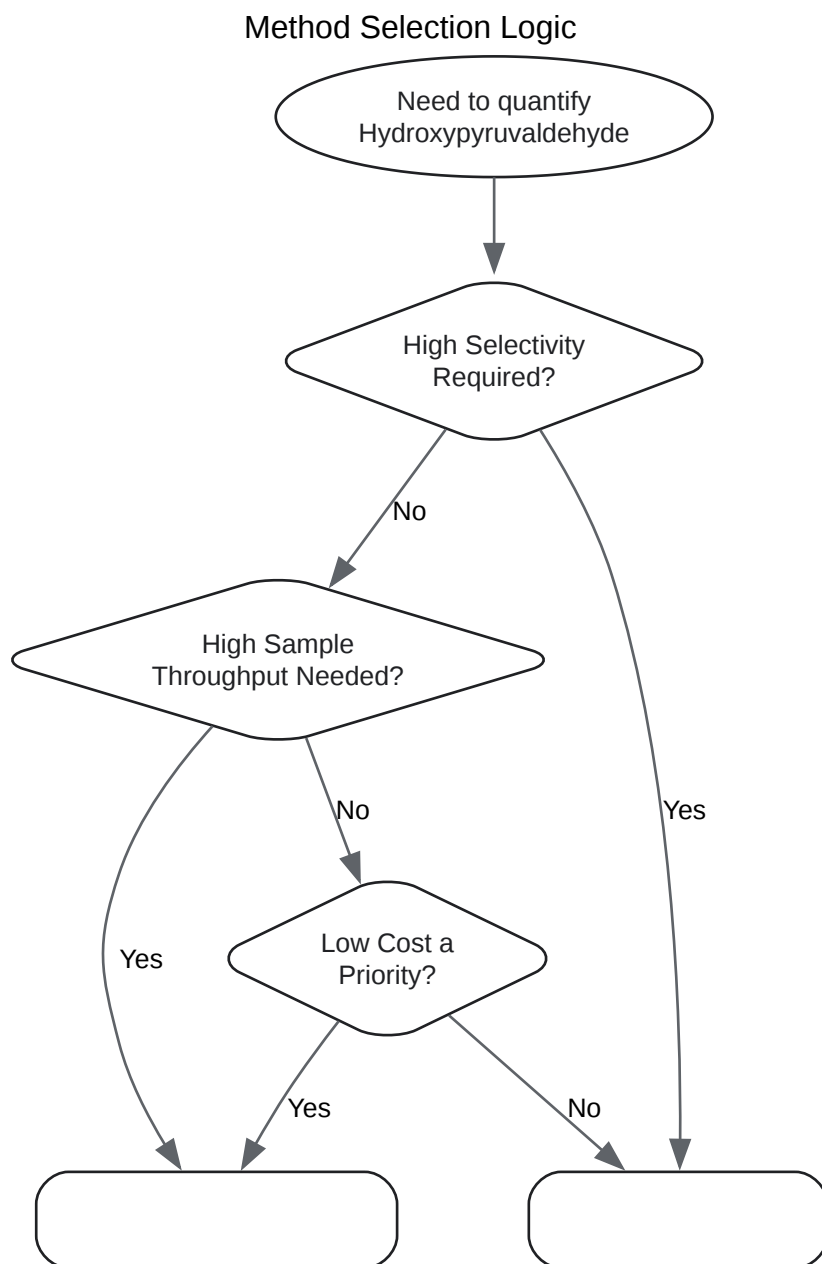 Method Selection Logic
Need to quantify
Hydroxypyruvaldehyde
High Selectivity
Required?
No
High Sample
Throughput Needed?
No
Yes
Low Cost a
Priority?
Yes
Yes
No